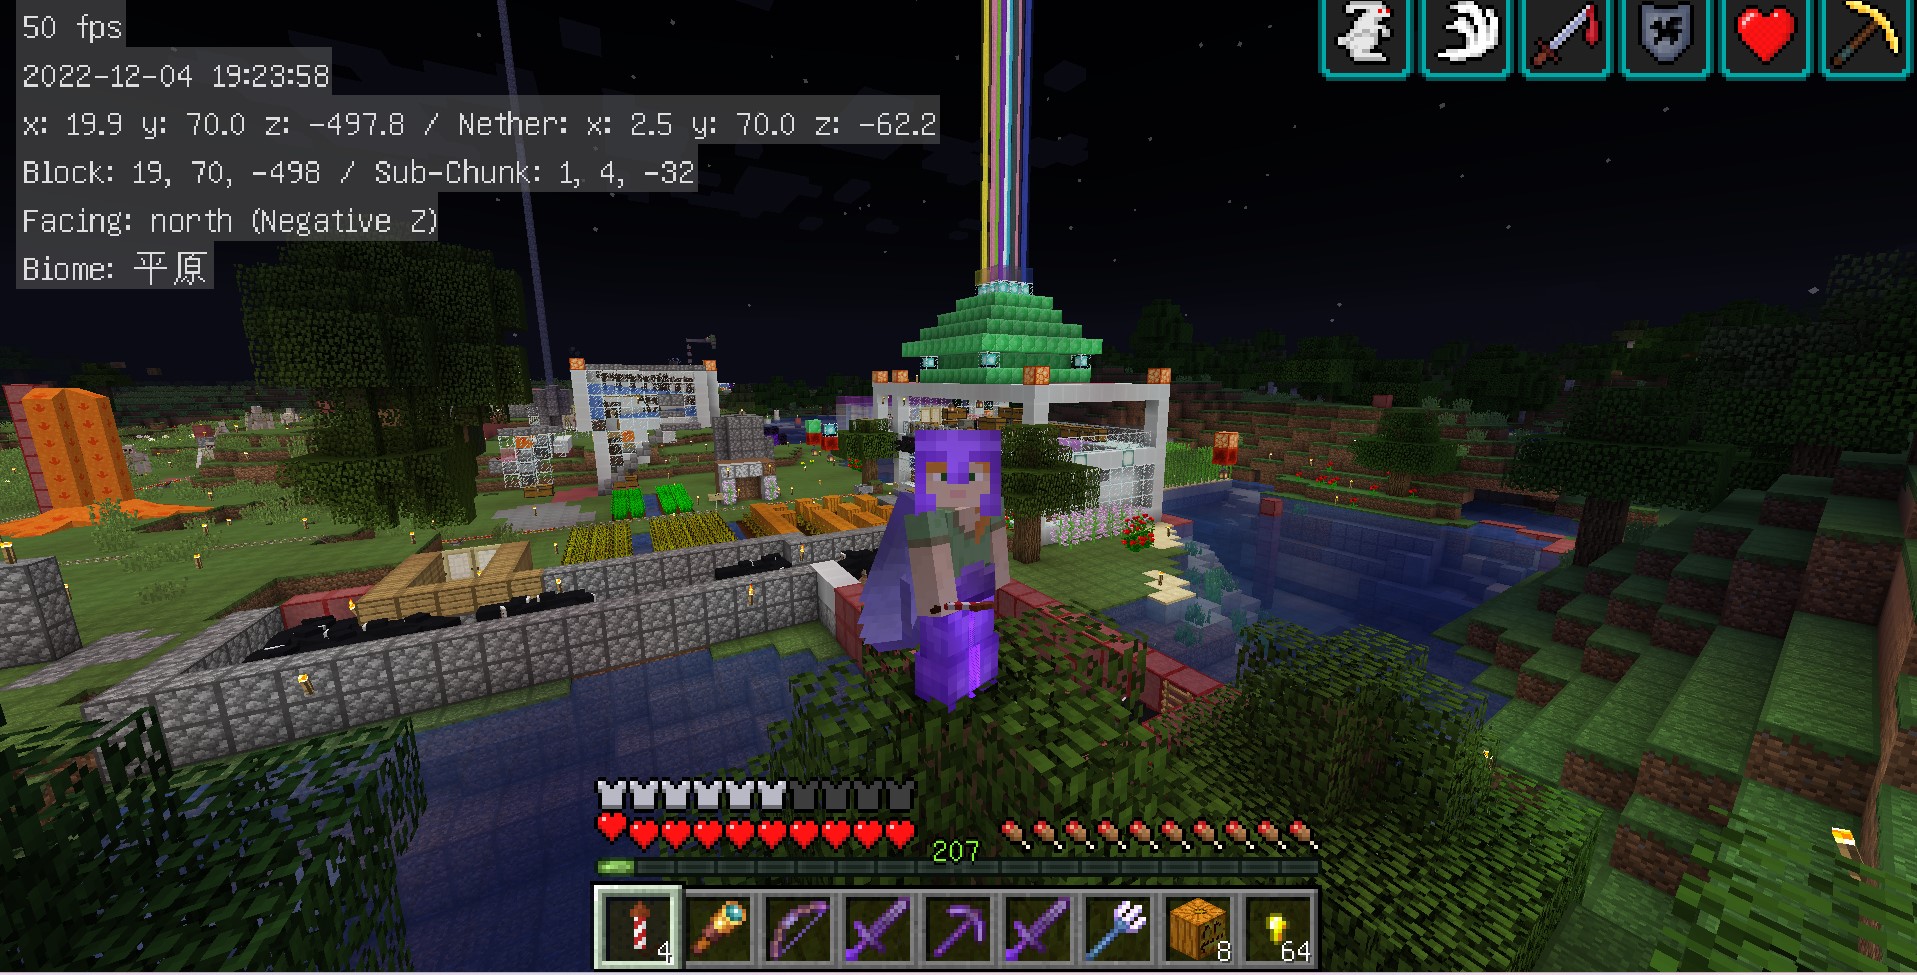 50 fps
2022-12-04 19:23:58
x: 19.9 y: 70.0 z: -497.8 / Nether: x: 2.5 y: 70.0 z: -62.2
Block: 19, 70, -498 / Sub-Chunk: 1, 4, -32
Facing: north (Negative Z)
Biome: 平原
207
4
8
64